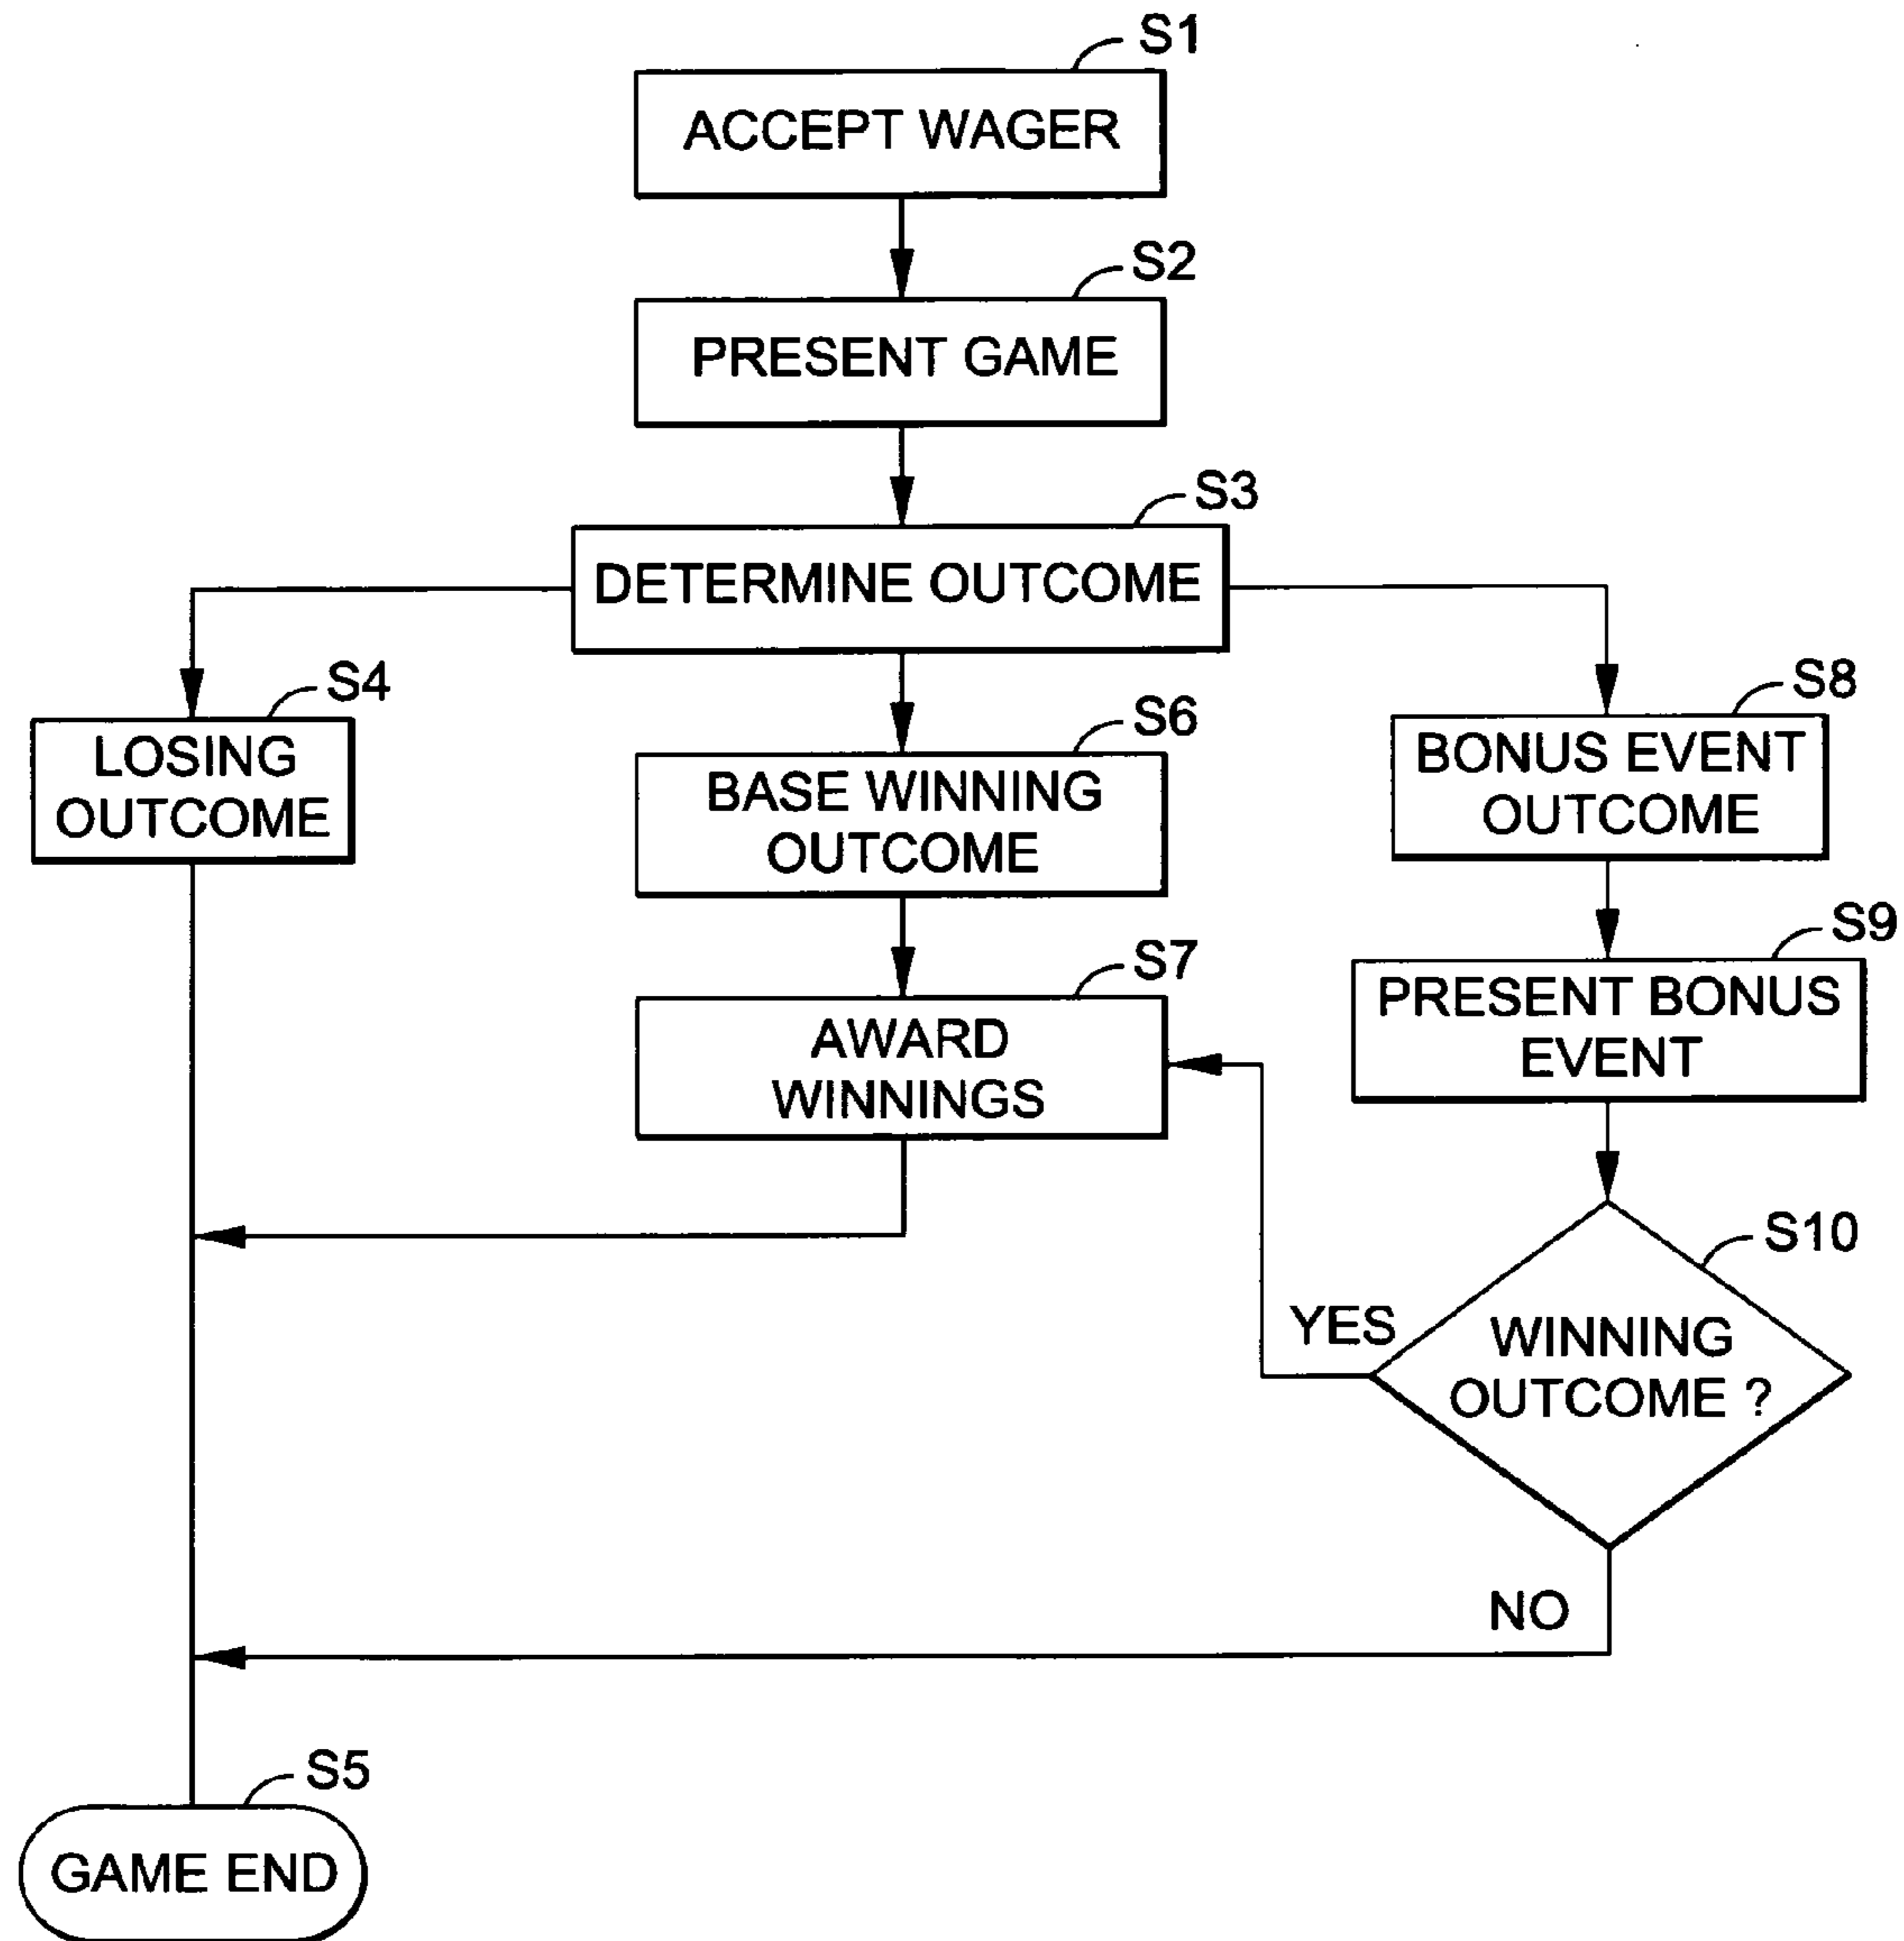 S1
ACCEPT WAGER
S2
PRESENT GAME
S3
DETERMINE OUTCOME
S4
LOSING
OUTCOME
S6
BASE WINNING
OUTCOME
S8
BONUS EVENT
OUTCOME
S7
AWARD
WINNINGS
S9
PRESENT BONUS
EVENT
S10
WINNING
OUTCOME ?
YES
NO
S5
GAME END